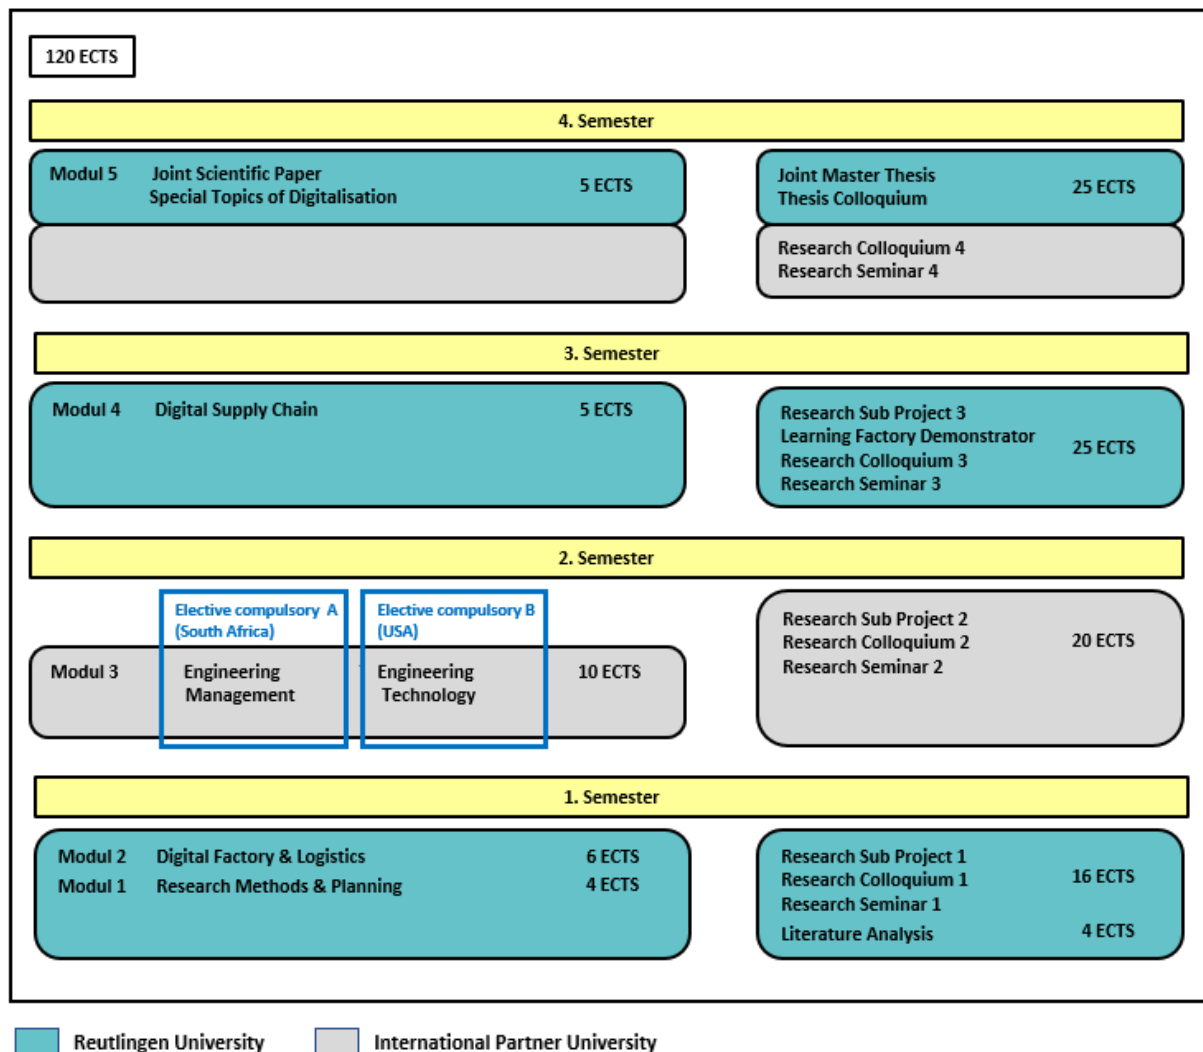 120 ECTS
4. Semester
Modul 5 Joint Scientific Paper
Special Topics of Digitalisation
5 ECTS
Joint Master Thesis
Thesis Colloquium
25 ECTS
Research Colloquium 4
Research Seminar 4
3. Semester
Modul 4 Digital Supply Chain 5 ECTS
Research Sub Project 3
Learning Factory Demonstrator
Research Colloquium 3
Research Seminar 3
25 ECTS
2. Semester
Elective compulsory A
(South Africa)
Elective compulsory B
(USA)
Modul 3
Engineering
Management
Engineering
Technology
10 ECTS
Research Sub Project 2
Research Colloquium 2
Research Seminar 2
20 ECTS
1. Semester
Modul 2 Digital Factory & Logistics 6 ECTS
Modul 1 Research Methods & Planning 4 ECTS
Research Sub Project 1
Research Colloquium 1
Research Seminar 1
16 ECTS
Literature Analysis 4 ECTS
Reutlingen University
International Partner University